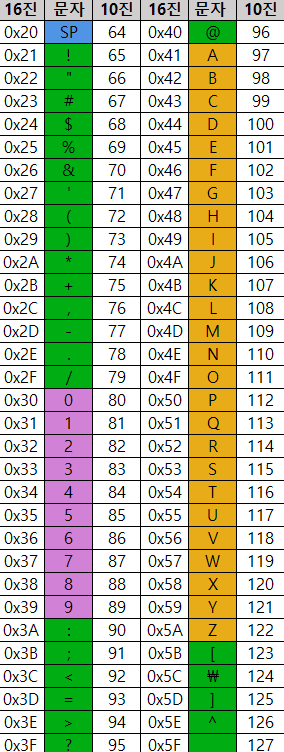 16진 문자 10진 16진 문자 10진
0x20 SP 64 0x40 @ 96
0x21 ! 65 0x41 A 97
0x22 " 66 0x42 B 98
0x23 # 67 0x43 C 99
0x24 $ 68 0x44 D 100
0x25 % 69 0x45 E 101
0x26 & 70 0x46 F 102
0x27 ' 71 0x47 G 103
0x28 ( 72 0x48 H 104
0x29 ) 73 0x49 I 105
0x2A * 74 0x4A J 106
0x2B + 75 0x4B K 107
0x2C , 76 0x4C L 108
0x2D - 77 0x4D M 109
0x2E . 78 0x4E N 110
0x2F / 79 0x4F O 111
0x30 0 80 0x50 P 112
0x31 1 81 0x51 Q 113
0x32 2 82 0x52 R 114
0x33 3 83 0x53 S 115
0x34 4 84 0x54 T 116
0x35 5 85 0x55 U 117
0x36 6 86 0x56 V 118
0x37 7 87 0x57 W 119
0x38 8 88 0x58 X 120
0x39 9 89 0x59 Y 121
0x3A : 90 0x5A Z 122
0x3B ; 91 0x5B [ 123
0x3C < 92 0x5C ₩ 124
0x3D = 93 0x5D ] 125
0x3E > 94 0x5E ^ 126
0x3F ? 95 0x5F 127